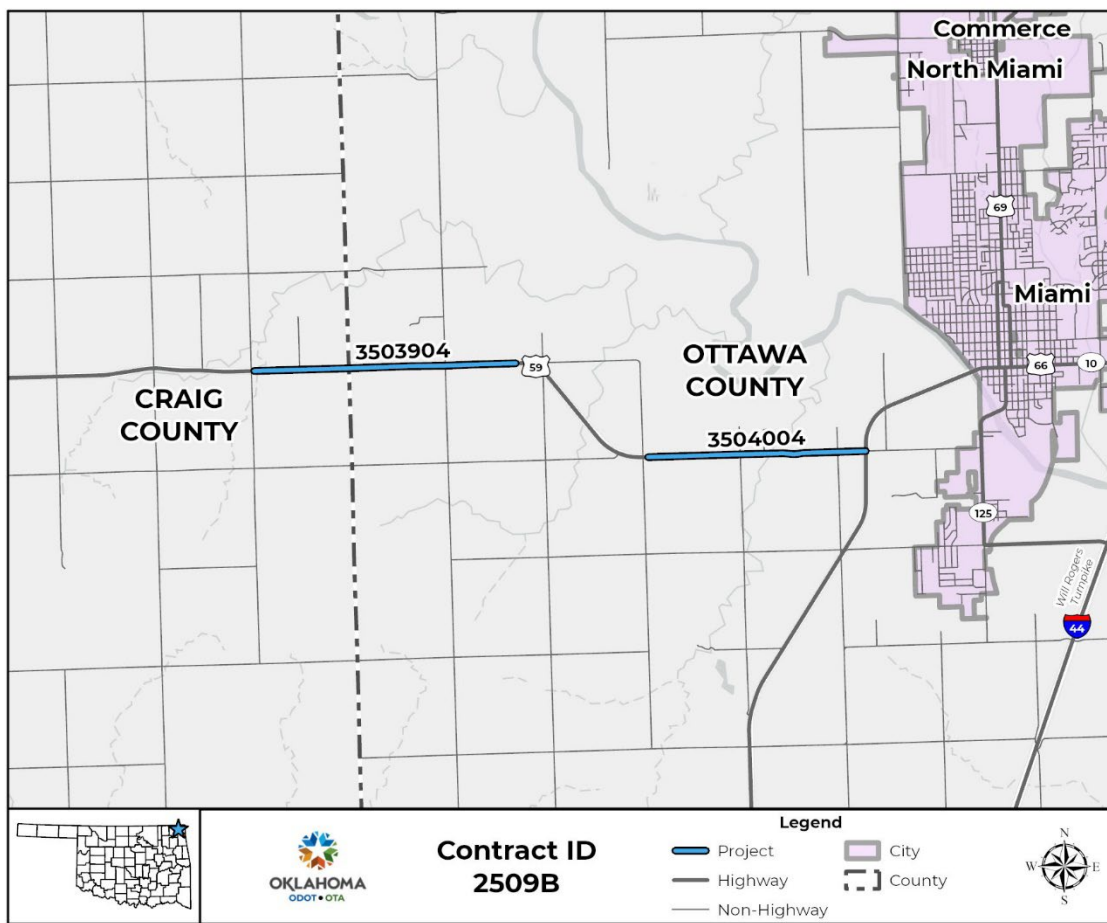 Commerce
North Miami
69
Miami
3503904
59
OTTAWA
COUNTY
66
10
CRAIG
COUNTY
3504004
125
Will Rogers
Turnpike
44
OKLAHOMA
ODOT • OTA
Contract ID
2509B
Legend
Project
Highway
Non-Highway
City
County
N
W
E
S